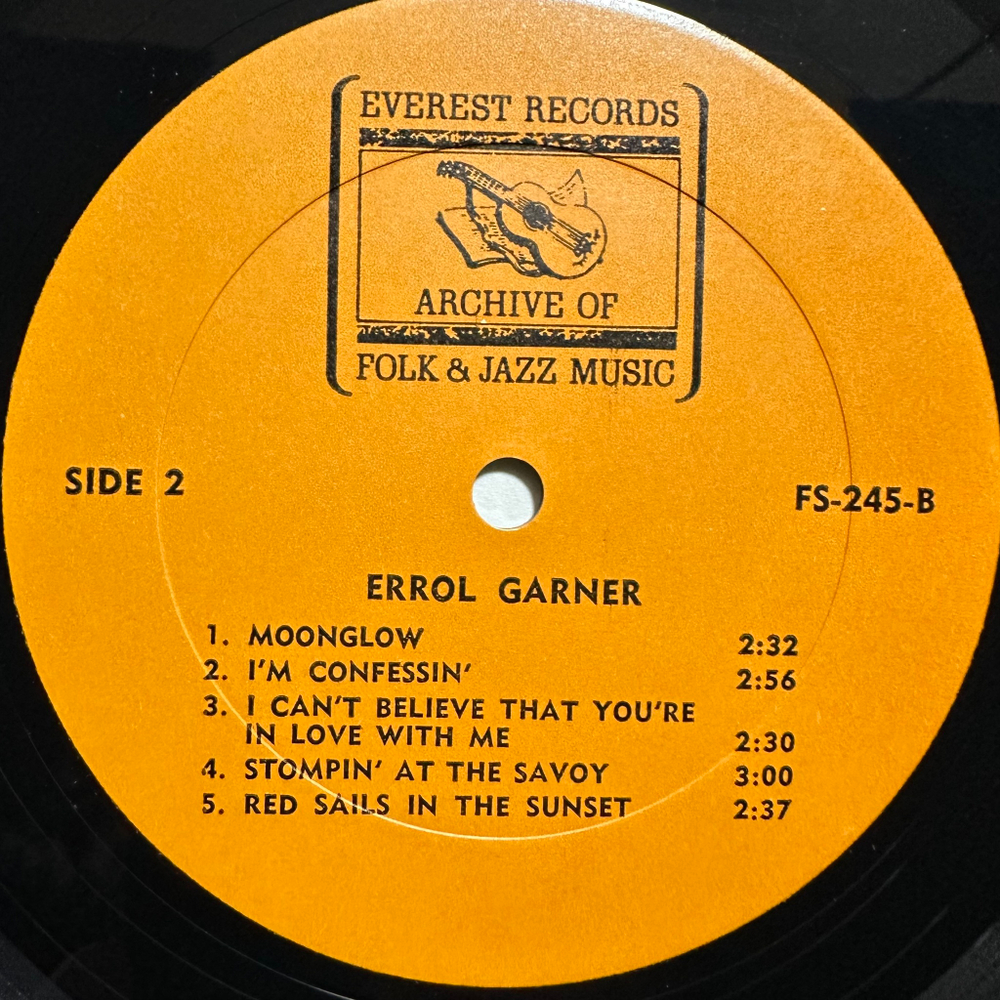 EVEREST RECORDS
ARCHIVE OF
FOLK & JAZZ MUSIC
SIDE 2
FS-245-B
ERROL GARNER
1. MOONGLOW 2:32
2. I'M CONFESSIN' 2:56
3. I CAN'T BELIEVE THAT YOU'RE
IN LOVE WITH ME 2:30
4. STOMPIN' AT THE SAVOY 3:00
5. RED SAILS IN THE SUNSET 2:37